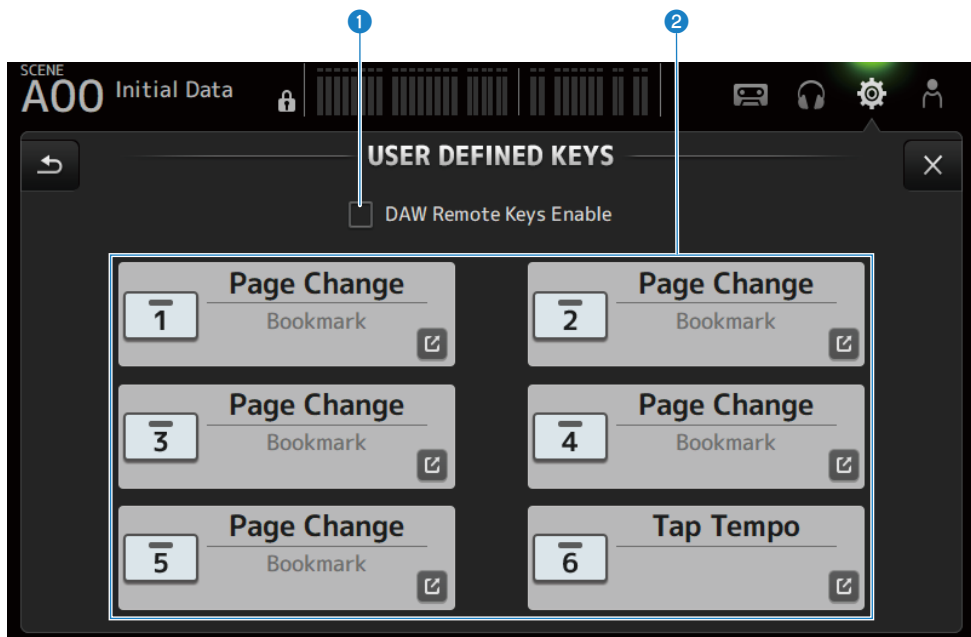 1
2
SCENE
A00 Initial Data
USER DEFINED KEYS
DAW Remote Keys Enable
1
Page Change
Bookmark
2
Page Change
Bookmark
3
Page Change
Bookmark
4
Page Change
Bookmark
5
Page Change
Bookmark
6
Tap Tempo